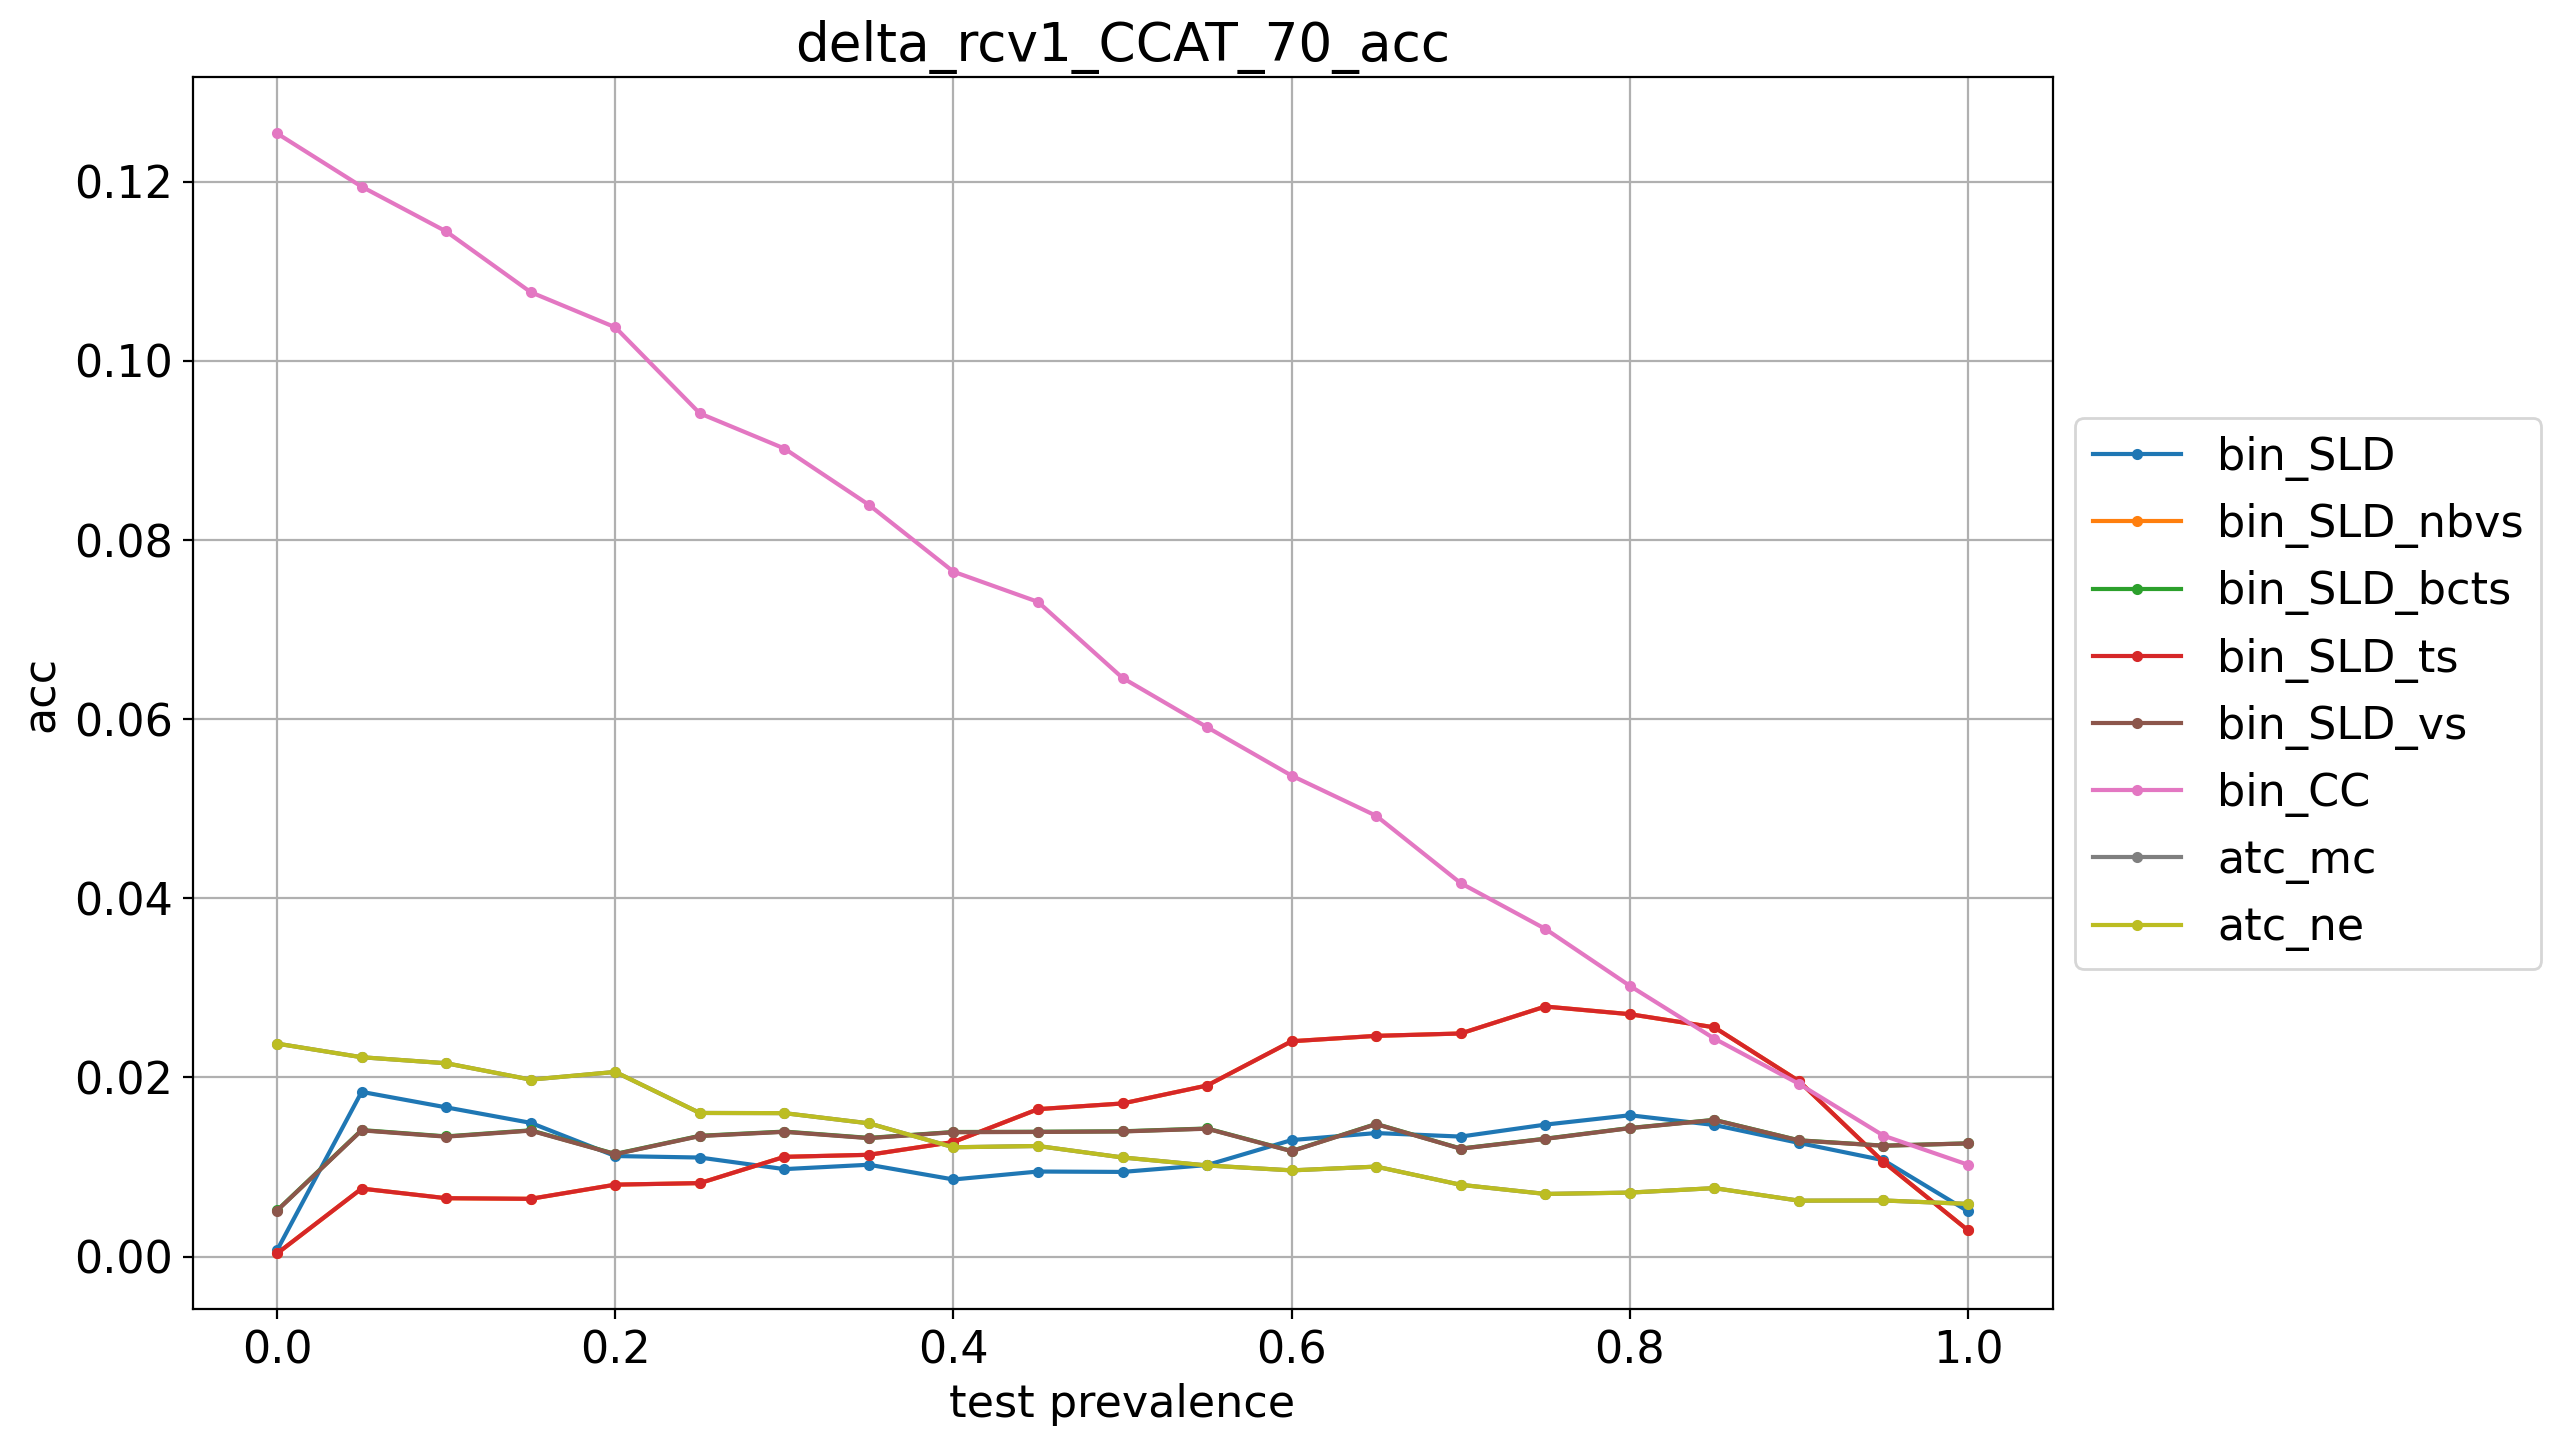 delta_rcv1_CCAT_70_acc
acc
0.12
0.10
0.08
0.06
0.04
0.02
0.00
0.0 0.2 0.4 0.6 0.8 1.0
test prevalence
bin_SLD
bin_SLD_nbvs
bin_SLD_bcts
bin_SLD_ts
bin_SLD_vs
bin_CC
atc_mc
atc_ne